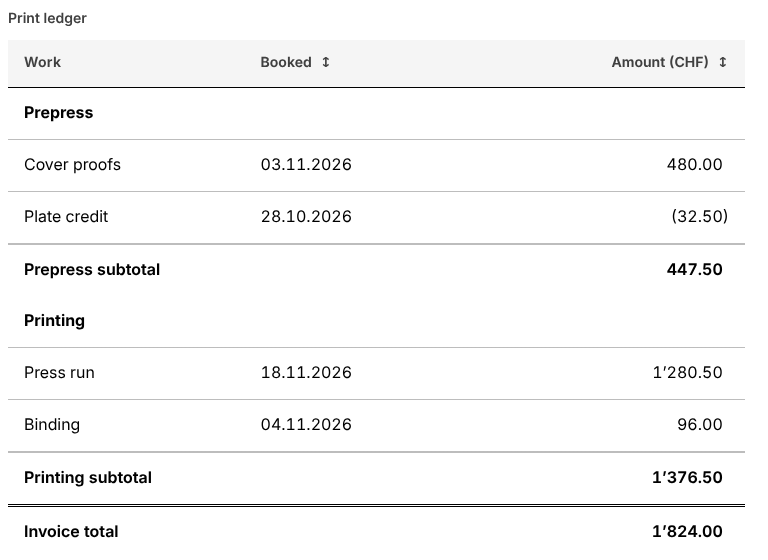 Print ledger
Work Booked ↕ Amount (CHF) ↕
Prepress
Cover proofs 03.11.2026 480.00
Plate credit 28.10.2026 (32.50)
Prepress subtotal 447.50
Printing
Press run 18.11.2026 1’280.50
Binding 04.11.2026 96.00
Printing subtotal 1’376.50
Invoice total 1’824.00